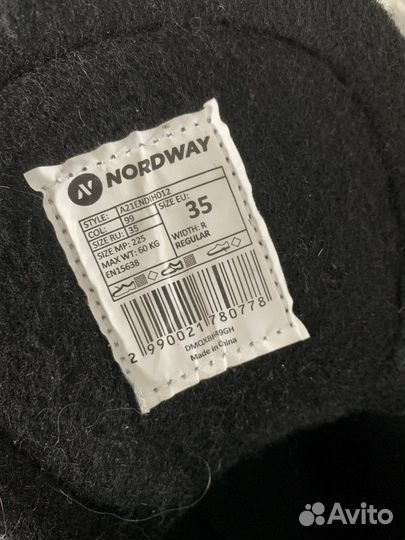 NORDWAY
STYLE: A21ENDIH012
COL: 99
SIZE RU: 35
SIZE MP: 225
MAX WT: 60 KG
EN15638
SIZE EU:
35
WIDTH: R
REGULAR
2 990021 780778
Made in China
Avito